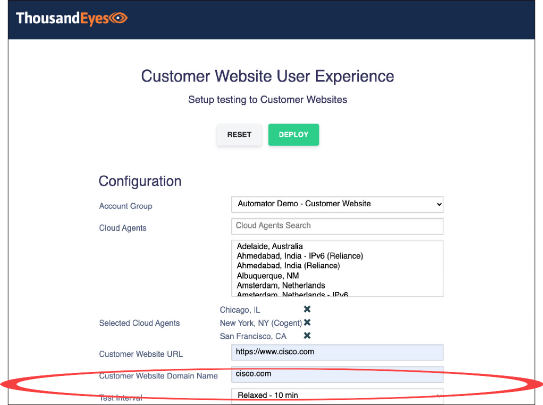 ThousandEyes
Customer Website User Experience
Setup testing to Customer Websites
RESET DEPLOY
Configuration
Account Group Automator Demo - Customer Website
Cloud Agents Cloud Agents Search
Adelaide, Australia
Ahmedabad, India - IPv6 (Reliance)
Ahmedabad, India (Reliance)
Albuquerque, NM
Amsterdam, Netherlands
Amsterdam, Netherlands - IPv6
Chicago, IL
Selected Cloud Agents New York, NY (Cogent)
San Francisco, CA
Customer Website URL https://www.cisco.com
Customer Website Domain Name cisco.com
Test Interval Relaxed - 10 min